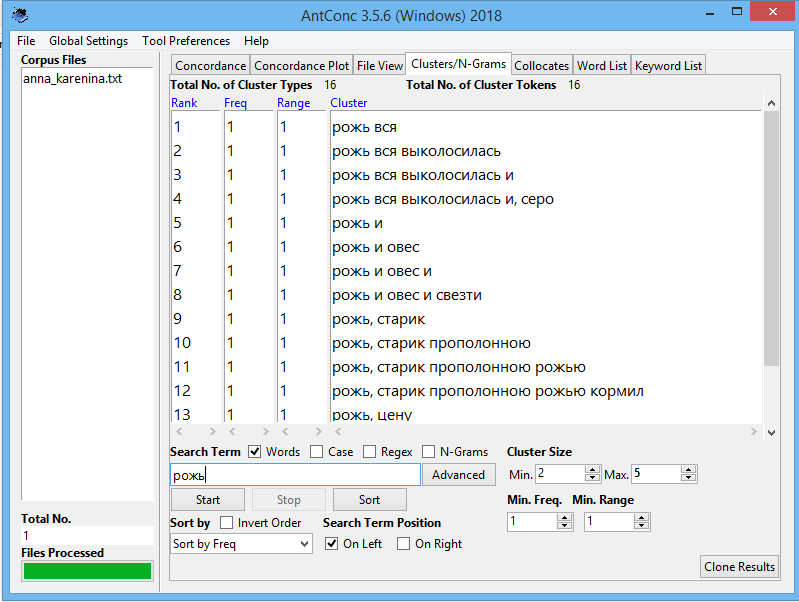 AntConc 3.5.6 (Windows) 2018
File Global Settings Tool Preferences Help
Corpus Files
anna_karenina.txt
Concordance Concordance Plot File View Clusters/N-Grams Collocates Word List Keyword List
Total No. of Cluster Types 16 Total No. of Cluster Tokens 16
Rank Freq Range Cluster
1 1 1 рожь вся
2 1 1 рожь вся выколосилась
3 1 1 рожь вся выколосилась и
4 1 1 рожь вся выколосилась и, серо
5 1 1 рожь и
6 1 1 рожь и овес
7 1 1 рожь и овес и
8 1 1 рожь и овес и свезти
9 1 1 рожь, старик
10 1 1 рожь, старик прополонною
11 1 1 рожь, старик прополонною рожью
12 1 1 рожь, старик прополонною рожью кормил
13 1 1 рожь, цену
Search Term Words Case Regex N-Grams Cluster Size
рожь Advanced Min. 2 Max. 5
Start Stop Sort Min. Freq. Min. Range
Sort by Invert Order Search Term Position 1 1
Sort by Freq On Left On Right
Total No.
1
Files Processed
Clone Results